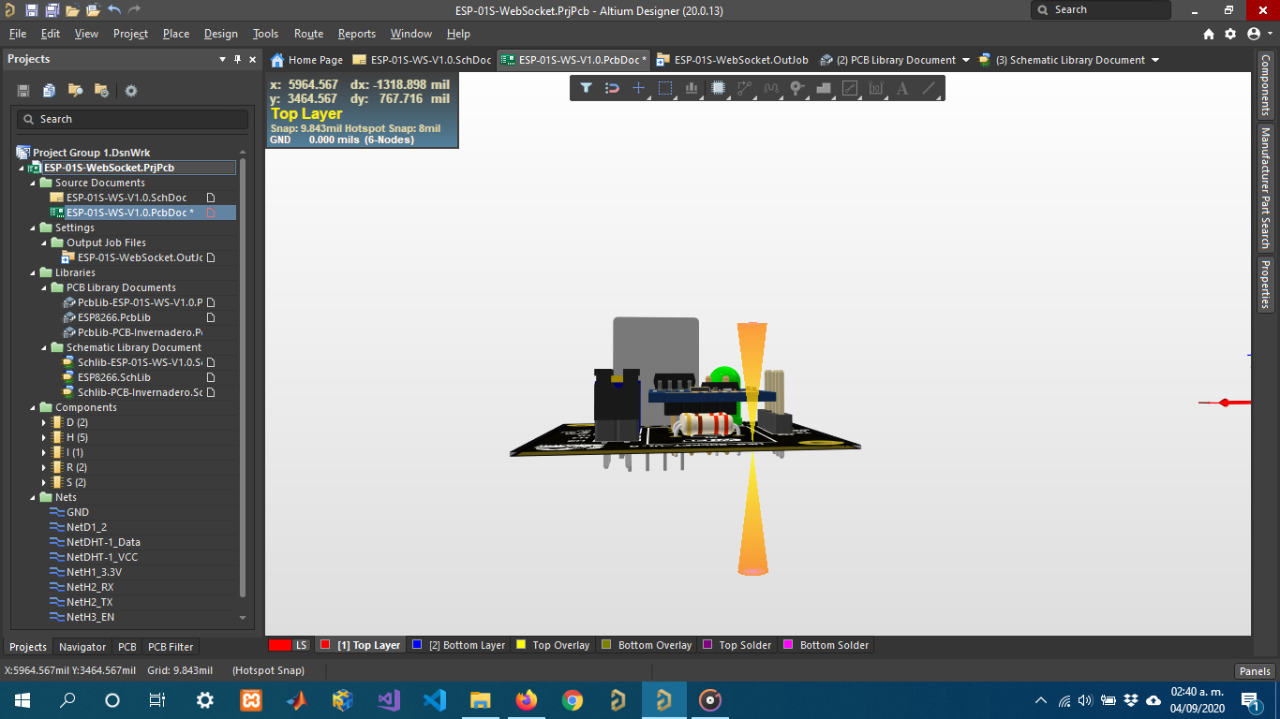 ESP-01S-WebSocket.PrjPcb - Altium Designer (20.0.13)
Search
File Edit View Project Place Design Tools Route Reports Window Help
Projects
Home Page ESP-01S-WS-V1.0.SchDoc ESP-01S-WS-V1.0.PcbDoc * ESP-01S-WebSocket.OutJob (2) PCB Library Document (3) Schematic Library Document
x: 5964.567 dx: -1318.898 mil
y: 3464.567 dy: 767.716 mil
Top Layer
Snap: 9.843mil Hotspot Snap: 8mil
GND 0.000 mils (6-Nodes)
Search
Project Group 1.DsnWrk
ESP-01S-WebSocket.PrjPcb
Source Documents
ESP-01S-WS-V1.0.SchDoc
ESP-01S-WS-V1.0.PcbDoc *
Settings
Output Job Files
ESP-01S-WebSocket.OutJc
Libraries
PCB Library Documents
PcbLib-ESP-01S-WS-V1.0.P
ESP8266.PcbLib
PcbLib-PCB-Invernadero.Pc
Schematic Library Document
Schlib-ESP-01S-WS-V1.0.Sc
ESP8266.SchLib
Schlib-PCB-Invernadero.Sc
Components
D (2)
H (5)
I (1)
R (2)
S (2)
Nets
GND
NetD1_2
NetDHT-1_Data
NetDHT-1_VCC
NetH1_3.3V
NetH2_RX
NetH2_TX
NetH3_EN
Components
Manufacturer Part Search
Properties
Projects Navigator PCB PCB Filter
LS [1] Top Layer [2] Bottom Layer Top Overlay Bottom Overlay Top Solder Bottom Solder
X:5964.567mil Y:3464.567mil Grid: 9.843mil (Hotspot Snap)
Panels
02:40 a. m.
04/09/2020
1